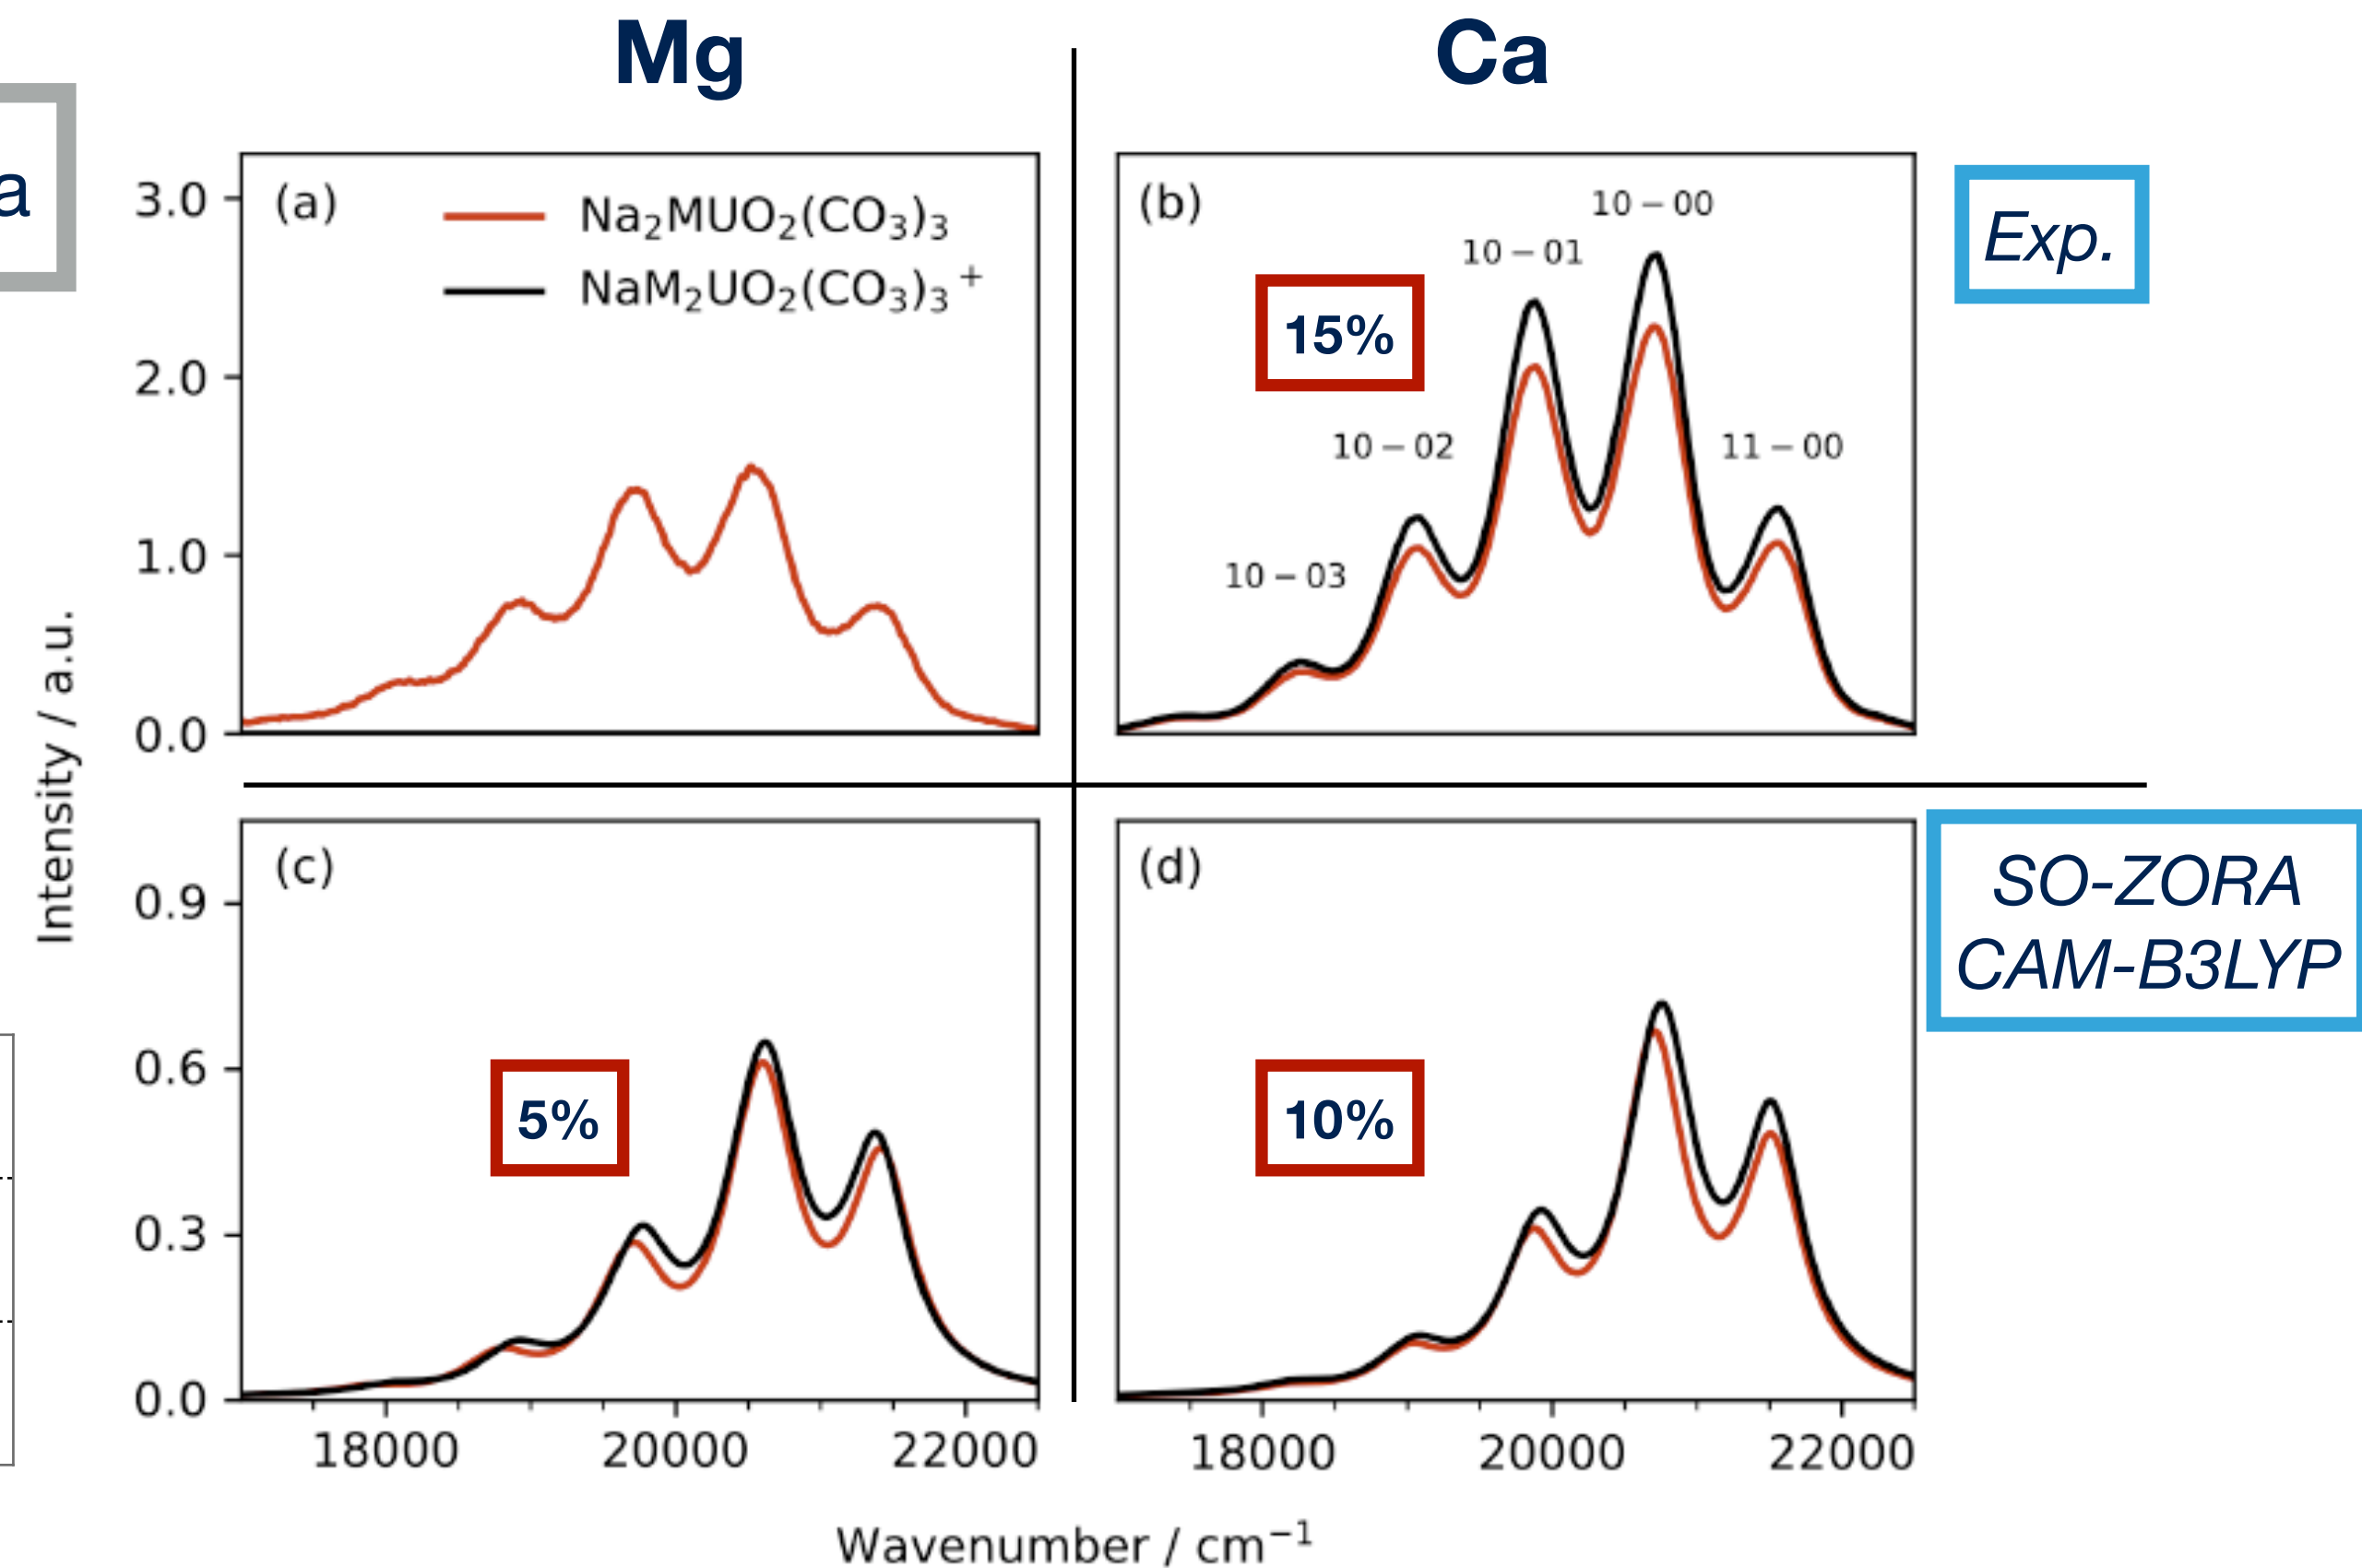 Mg
Ca
a
3.0
2.0
1.0
0.0
(a)
Na₂MUO₂(CO₃)₃
NaM₂UO₂(CO₃)₃⁺
(b)
10 − 00
10 − 01
15%
10 − 02
11 − 00
10 − 03
Exp.
Intensity / a.u.
(c)
0.9
0.6
0.3
0.0
5%
(d)
10%
SO-ZORA
CAM-B3LYP
18000 20000 22000
18000 20000 22000
Wavenumber / cm⁻¹